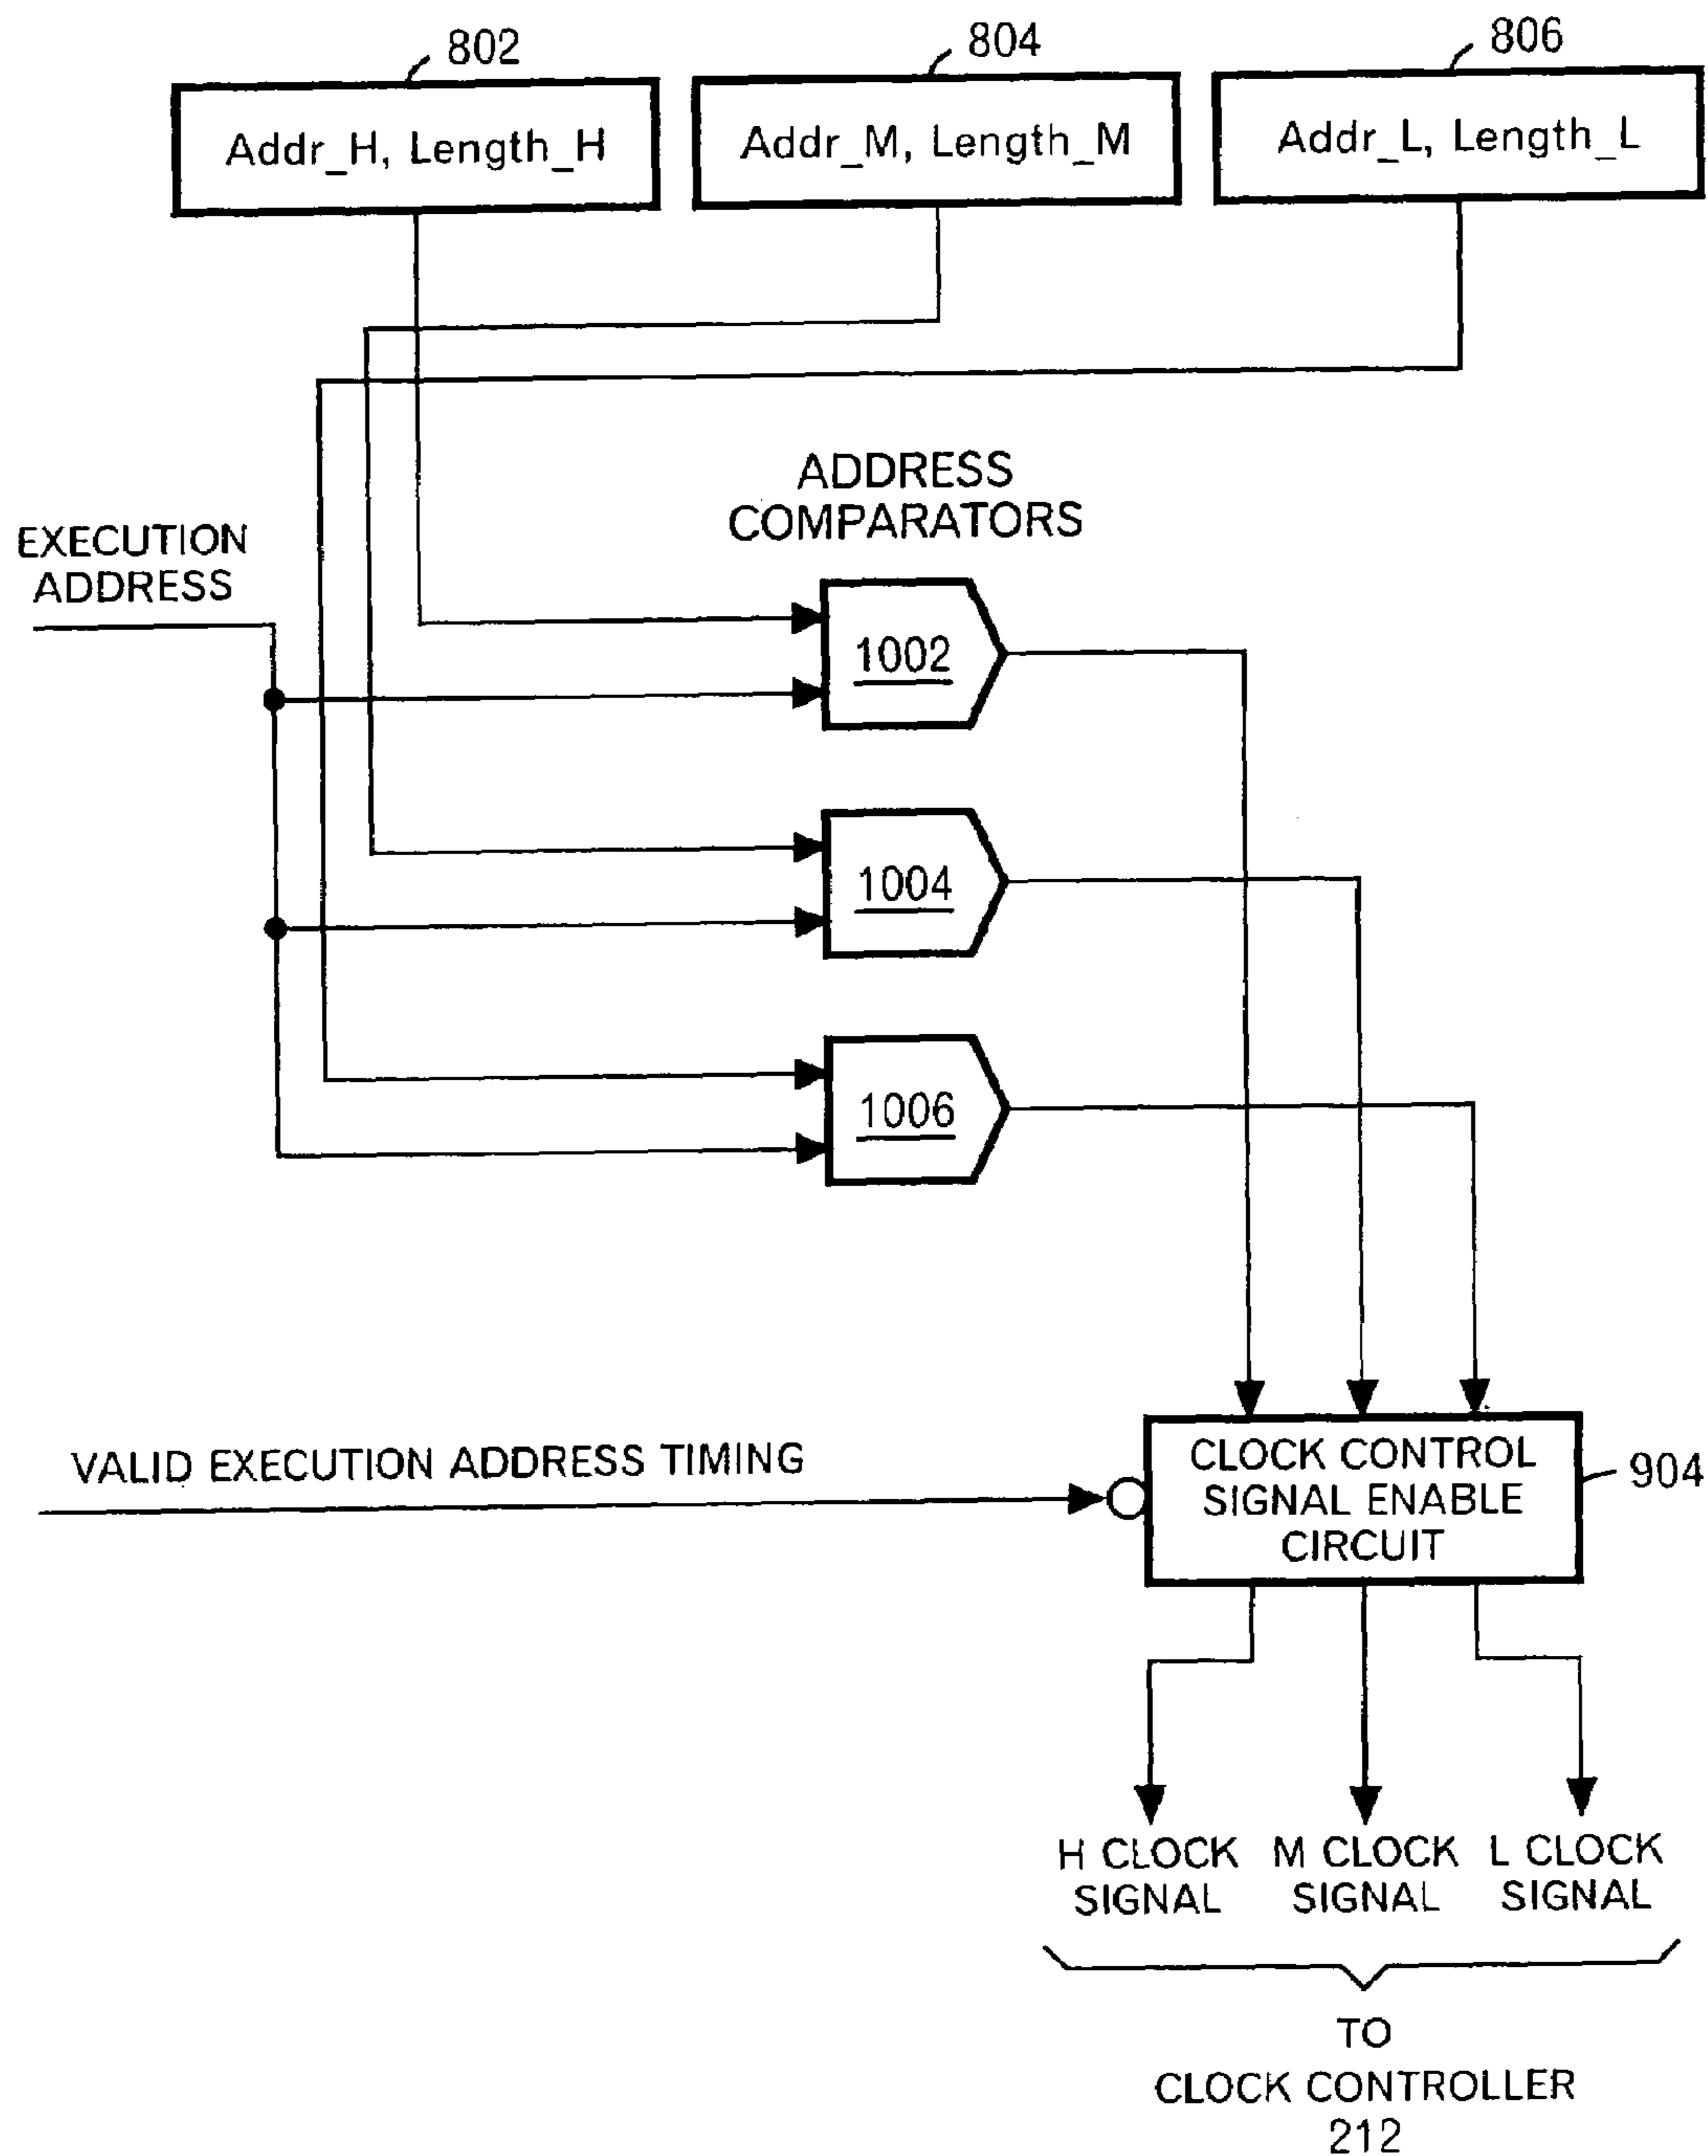 802
804
806
Addr_H, Length_H
Addr_M, Length_M
Addr_L, Length_L
ADDRESS
COMPARATORS
EXECUTION
ADDRESS
1002
1004
1006
VALID EXECUTION ADDRESS TIMING
CLOCK CONTROL
SIGNAL ENABLE
CIRCUIT
904
H CLOCK
SIGNAL
M CLOCK
SIGNAL
L CLOCK
SIGNAL
TO
CLOCK CONTROLLER
212